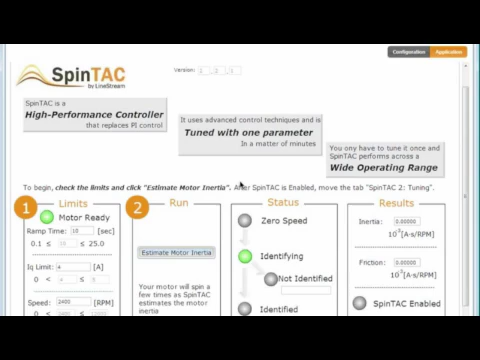 Configuration
Application
SpinTAC
by LineStream
Version:
SpinTAC is a
High-Performance Controller
that replaces PI control
It uses advanced control techniques and is
Tuned with one parameter
In a matter of minutes
You ony have to tune it once and
SpinTAC performs across a
Wide Operating Range
To begin, check the limits and click "Estimate Motor Inertia". After SpinTAC is Enabled, move the tab "SpinTAC 2: Tuning".
1
Limits
Motor Ready
Ramp Time: 10 [sec]
0.1 ≤ 10 ≤ 25.0
Iq Limit: 4 [A]
0 ≤ 4 ≤
Speed: 2400 [RPM]
2
Run
Estimate Motor Inertia
Your motor will spin a
few times as SpinTAC
estimates the motor
inertia
Status
Zero Speed
Identifying
Not Identified
Identified
Results
Inertia: 0.00000
[A-s/RPM]
Friction: 0.00000
[A-s/RPM]
SpinTAC Enabled